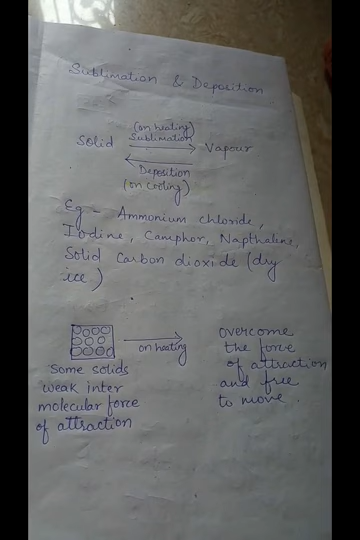 Sublimation & Deposition
(on heating)
Solid Sublimation Vapour
Deposition
(on cooling)
Eg - Ammonium chloride,
Iodine, Camphor, Napthalene,
Solid Carbon dioxide (dry
ice)
on heating
Some solids
weak inter
molecular force
of attraction
overcome
the force
of attraction
and free
to move.